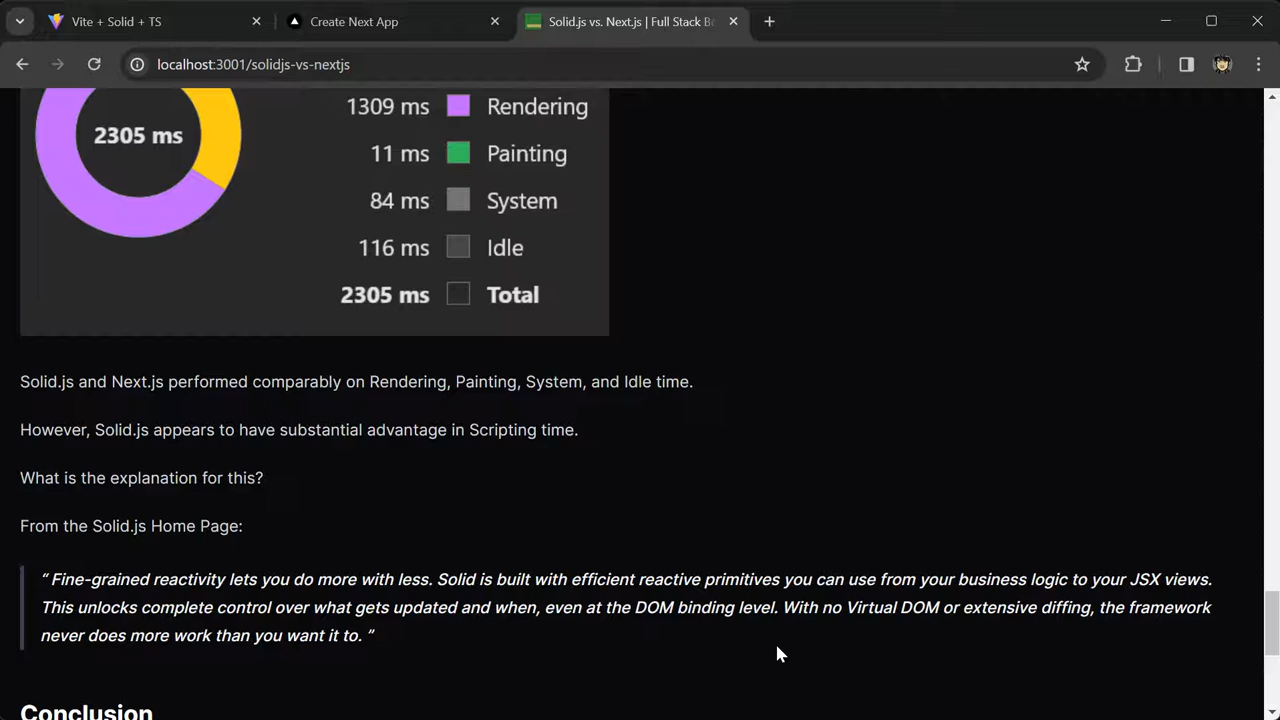 Vite + Solid + TS
Create Next App
Solid.js vs. Next.js | Full Stack B
localhost:3001/solidjs-vs-nextjs
2305 ms
1309 ms Rendering
11 ms Painting
84 ms System
116 ms Idle
2305 ms Total
Solid.js and Next.js performed comparably on Rendering, Painting, System, and Idle time.
However, Solid.js appears to have substantial advantage in Scripting time.
What is the explanation for this?
From the Solid.js Home Page:
“ Fine-grained reactivity lets you do more with less. Solid is built with efficient reactive primitives you can use from your business logic to your JSX views.
This unlocks complete control over what gets updated and when, even at the DOM binding level. With no Virtual DOM or extensive diffing, the framework
never does more work than you want it to. ”
Conclusion